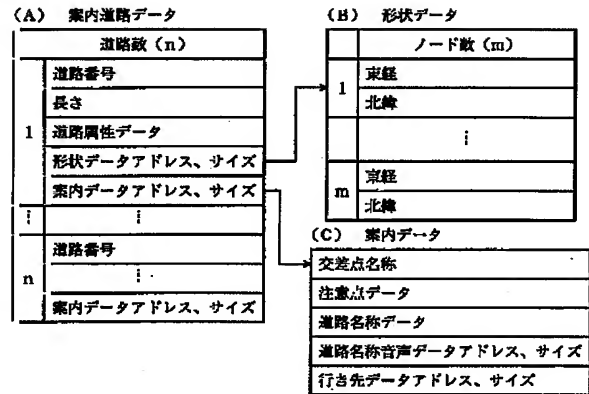 (A) 案内道路データ
道路数(n)
1
道路番号
長さ
道路属性データ
形状データアドレス、サイズ
案内データアドレス、サイズ
⋮ ⋮
n
道路番号
⋮
案内データアドレス、サイズ
(B) 形状データ
ノード数(m)
1
東経
北緯
⋮
m
東経
北緯
(C) 案内データ
交差点名称
注意点データ
道路名称データ
道路名称音声データアドレス、サイズ
行き先データアドレス、サイズ